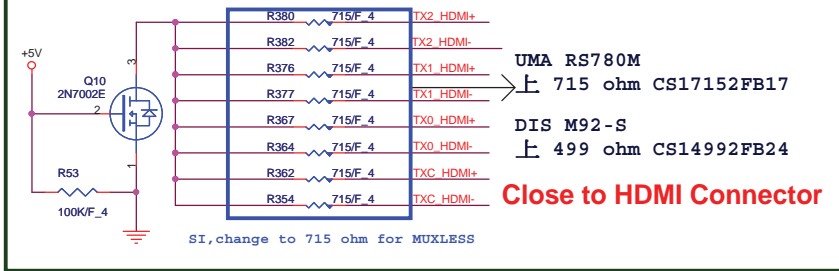 R380 715/F_4 TX2_HDMI+
R382 715/F_4 TX2_HDMI-
R376 715/F_4 TX1_HDMI+
R377 715/F_4 TX1_HDMI-
R367 715/F_4 TX0_HDMI+
R364 715/F_4 TX0_HDMI-
R362 715/F_4 TXC_HDMI+
R354 715/F_4 TXC_HDMI-
+5V
Q10
2N7002E
3
2
1
R53
100K/F_4
UMA RS780M
上 715 ohm CS17152FB17
DIS M92-S
上 499 ohm CS14992FB24
Close to HDMI Connector
SI,change to 715 ohm for MUXLESS